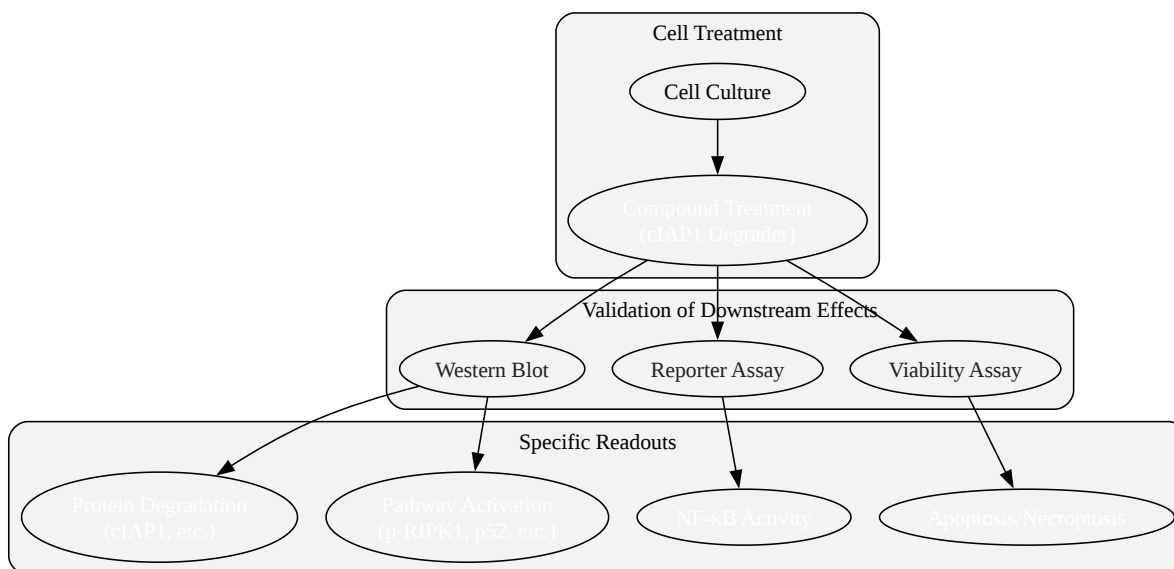 Cell Treatment
Cell Culture
Compound Treatment
(cIAP1 Degrader)
Validation of Downstream Effects
Western Blot
Reporter Assay
Viability Assay
Specific Readouts
Protein Degradation
(cIAP1, etc.)
Pathway Activation
(p-RIPK1, p52, etc.)
NF-κB Activity
Apoptosis/Necroptosis